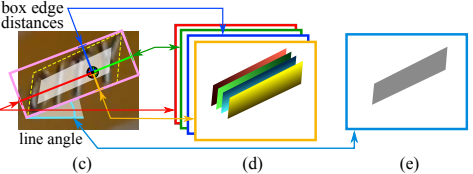 box edge
distances
line angle
(c) (d) (e)